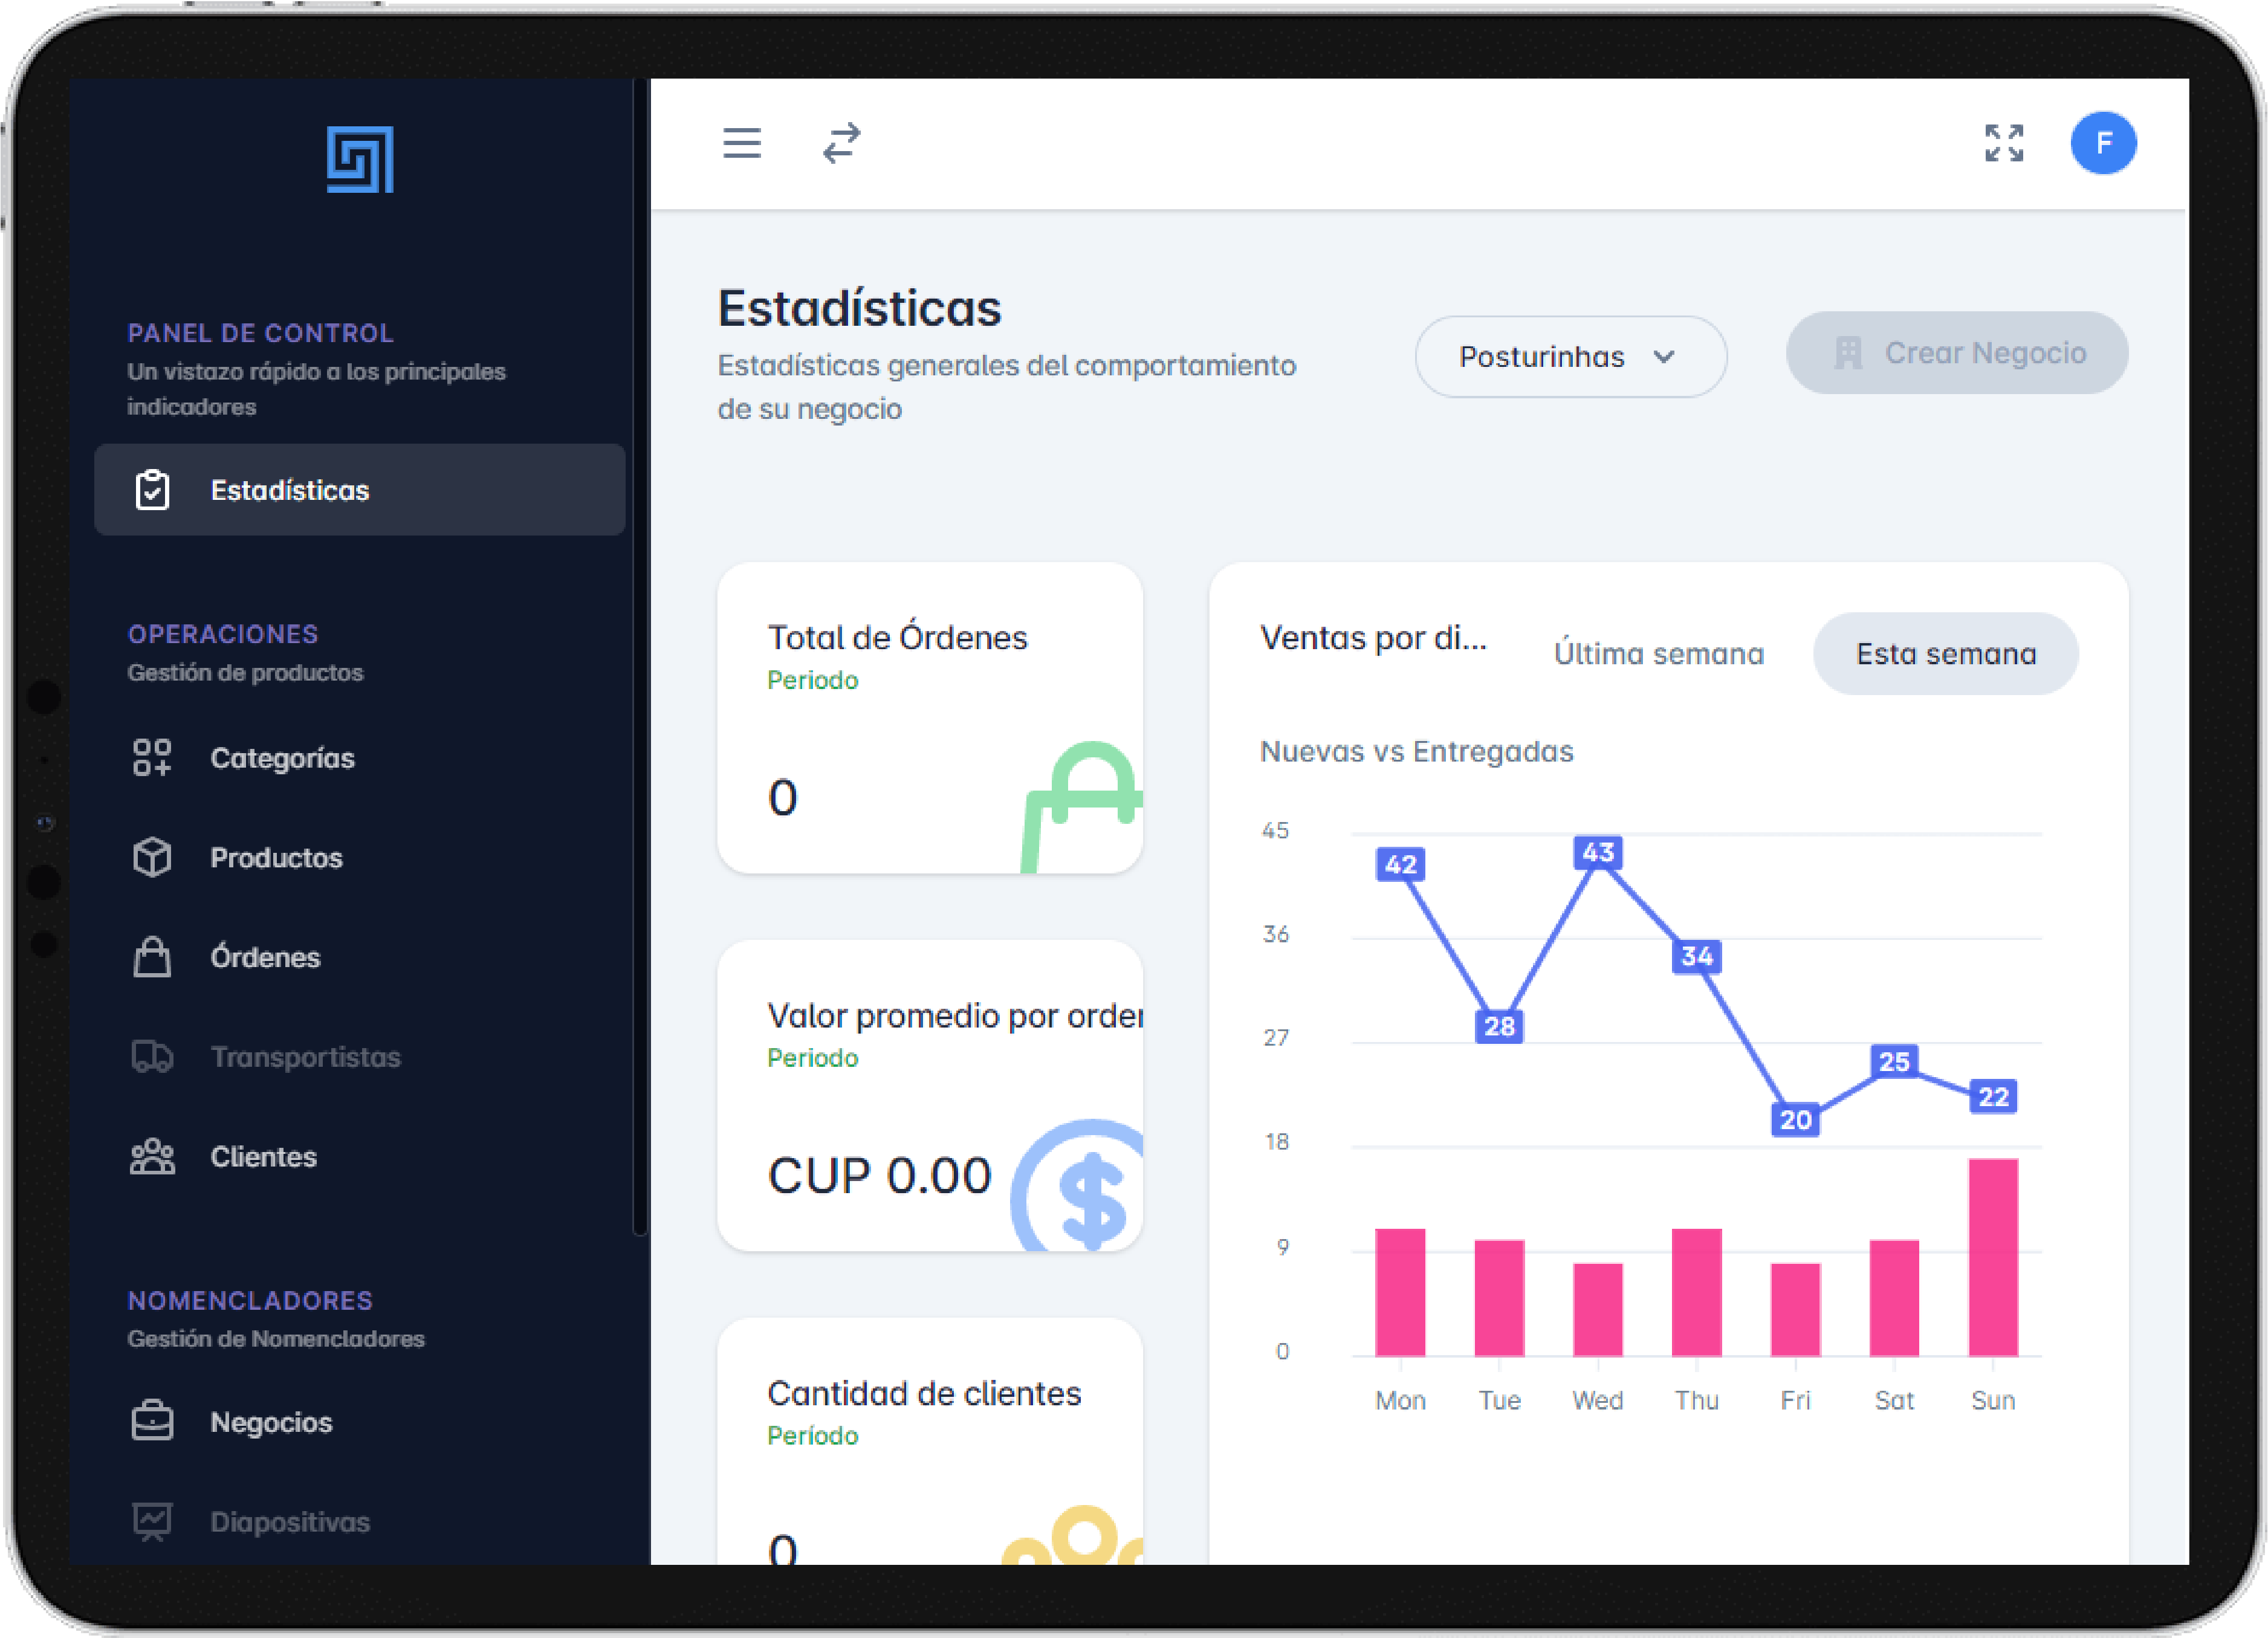 PANEL DE CONTROL
Un vistazo rápido a los principales
indicadores
Estadísticas
OPERACIONES
Gestión de productos
Categorías
Productos
Órdenes
Transportistas
Clientes
NOMENCLADORES
Gestión de Nomencladores
Negocios
Diapositivas
F
Estadísticas
Estadísticas generales del comportamiento
de su negocio
Posturinhas
Crear Negocio
Total de Órdenes
Periodo
0
Valor promedio por orden
Periodo
CUP 0.00
$
Cantidad de clientes
Período
0
Ventas por di...
Última semana
Esta semana
Nuevas vs Entregadas
45
36
27
18
9
0
42
28
43
34
20
25
22
Mon Tue Wed Thu Fri Sat Sun